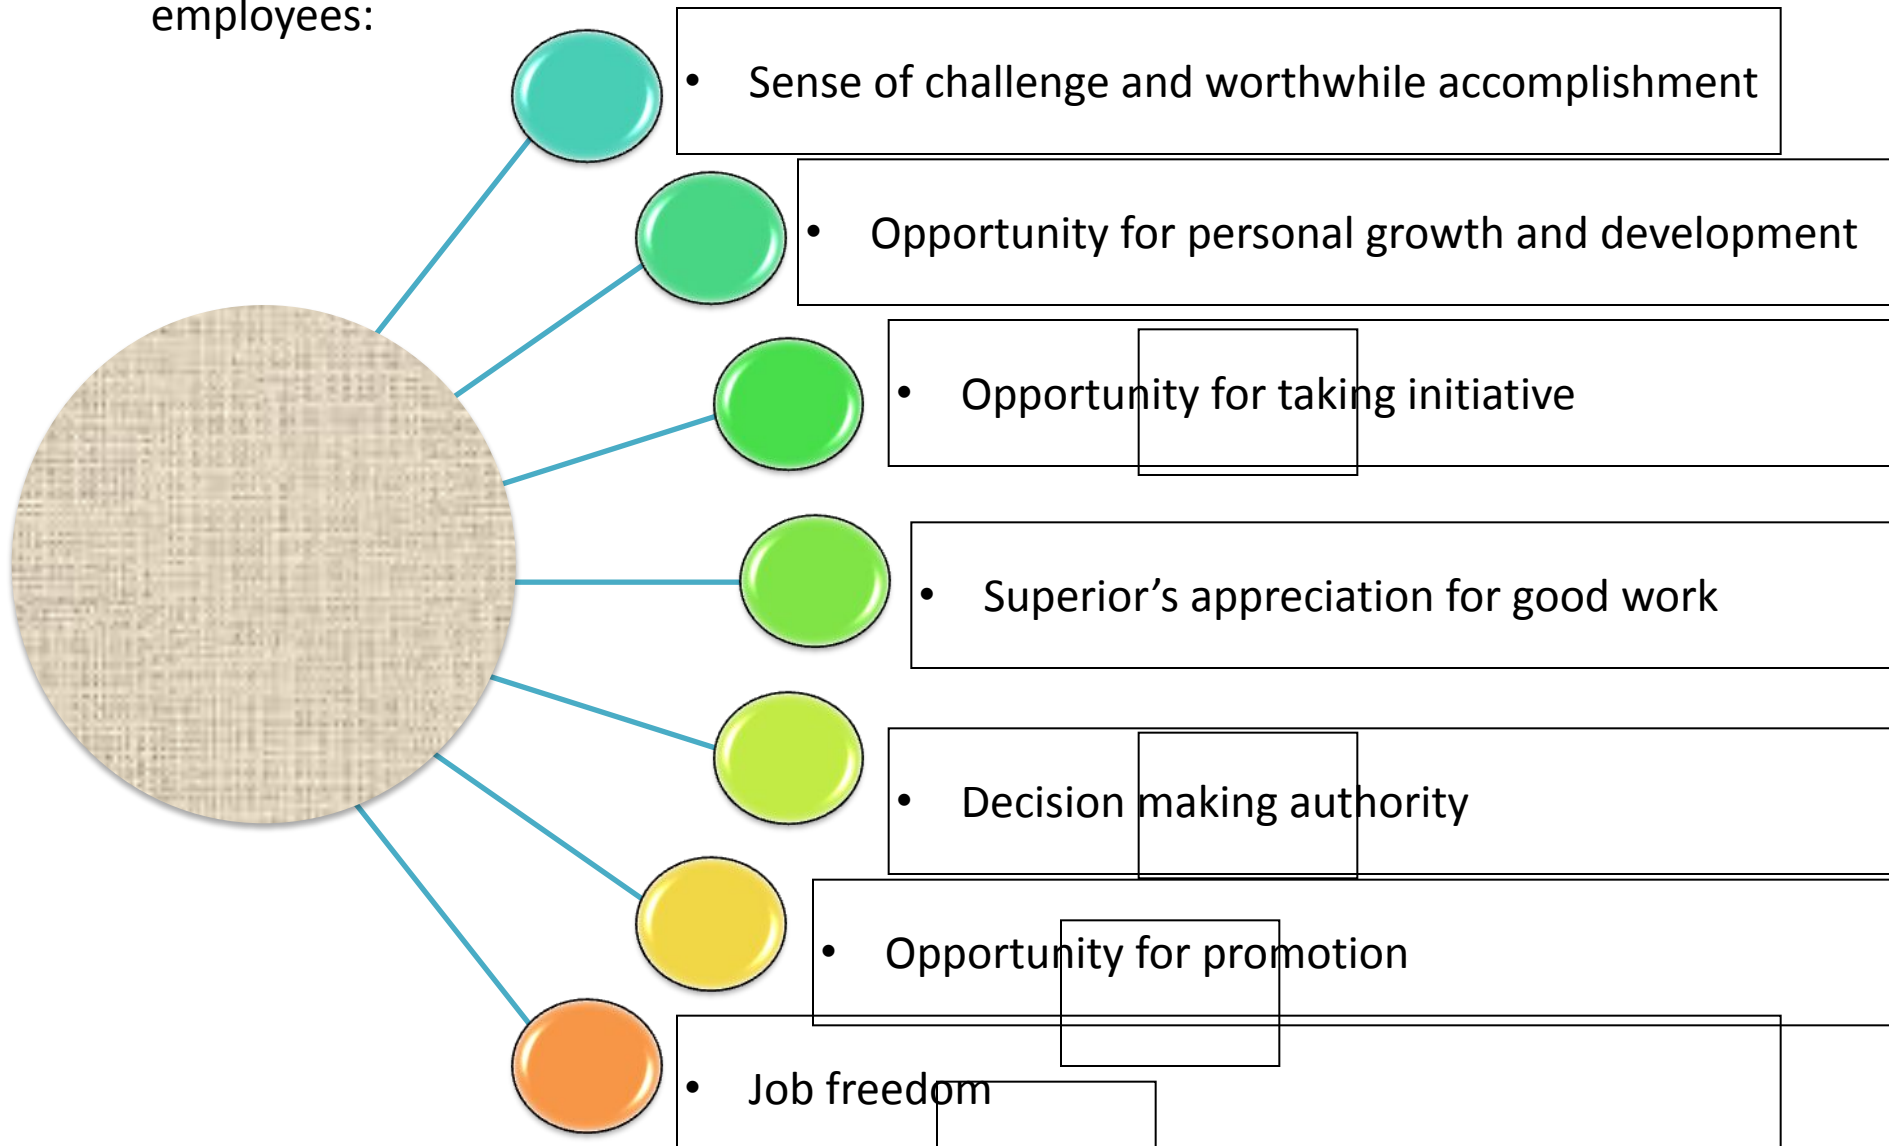 employees:
• Sense of challenge and worthwhile accomplishment
• Opportunity for personal growth and development
• Opportunity for taking initiative
• Superior’s appreciation for good work
• Decision making authority
• Opportunity for promotion
• Job freedom